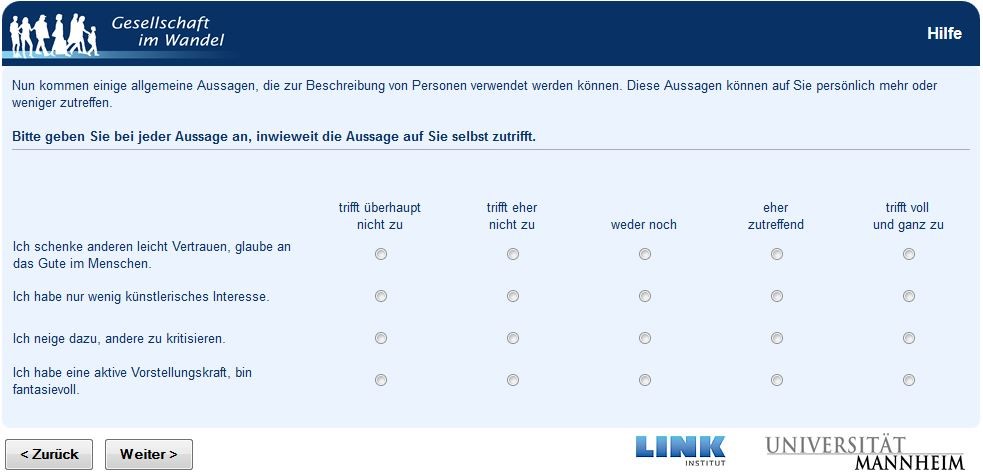 Gesellschaft
im Wandel
Hilfe
Nun kommen einige allgemeine Aussagen, die zur Beschreibung von Personen verwendet werden können. Diese Aussagen können auf Sie persönlich mehr oder
weniger zutreffen.
Bitte geben Sie bei jeder Aussage an, inwieweit die Aussage auf Sie selbst zutrifft.
trifft überhaupt
nicht zu
trifft eher
nicht zu
weder noch
eher
zutreffend
trifft voll
und ganz zu
Ich schenke anderen leicht Vertrauen, glaube an
das Gute im Menschen.
Ich habe nur wenig künstlerisches Interesse.
Ich neige dazu, andere zu kritisieren.
Ich habe eine aktive Vorstellungskraft, bin
fantasievoll.
< Zurück
Weiter >
LINK
INSTITUT
UNIVERSITÄT
MANNHEIM